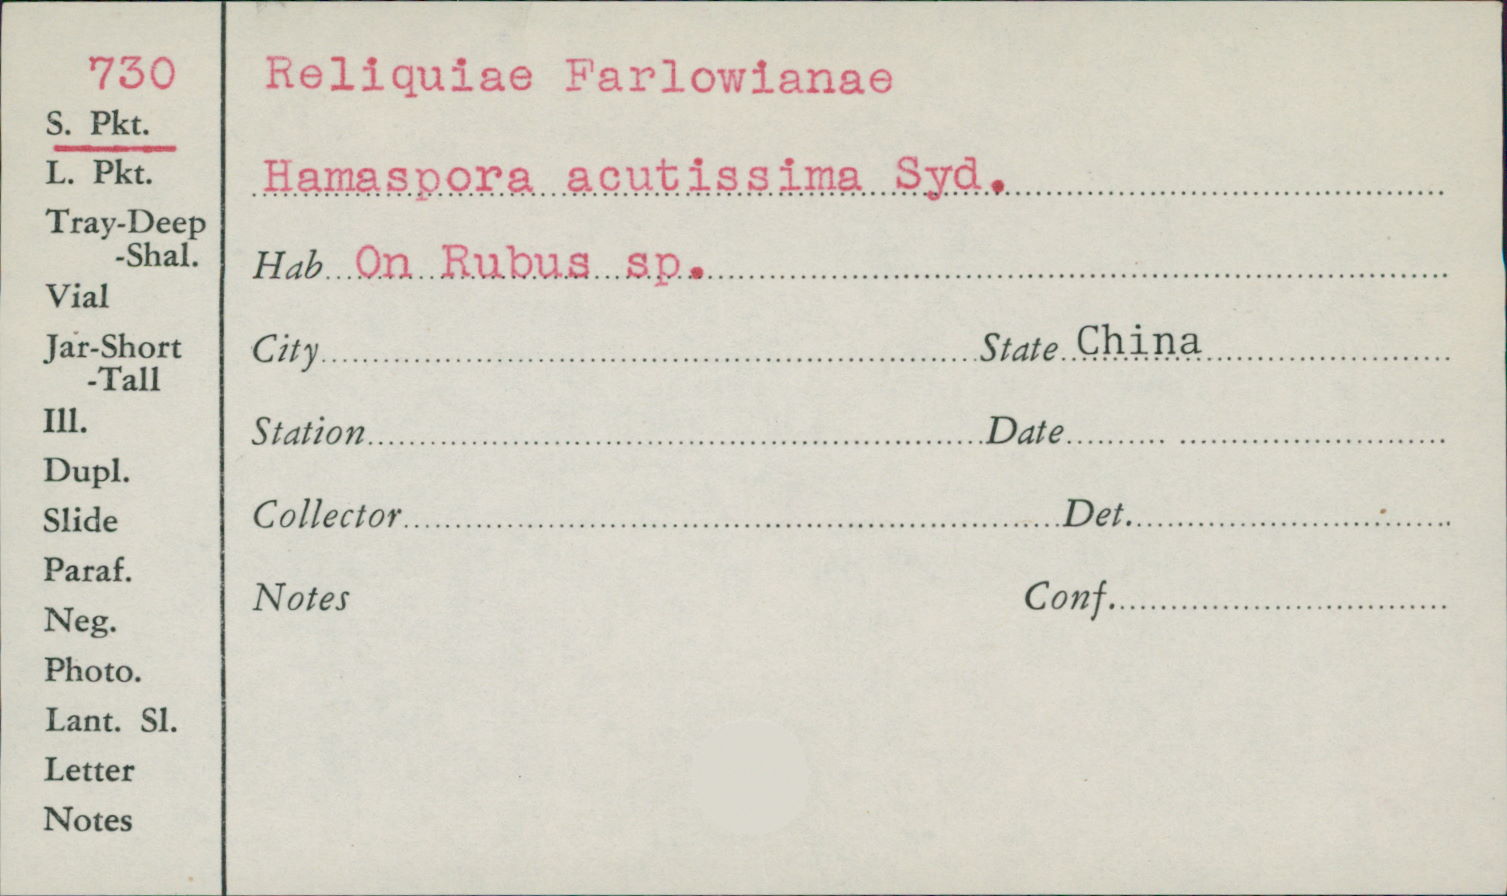 730
S. Pkt.
L. Pkt.
Tray-Deep
-Shal.
Vial
Jar-Short
-Tall
Ill.
Dupl.
Slide
Paraf.
Neg.
Photo.
Lant. Sl.
Letter
Notes
Reliquiae Farlowianae
Hamaspora acutissima Syd.
Hab On Rubus sp.
City State China
Station Date
Collector Det.
Notes Conf.